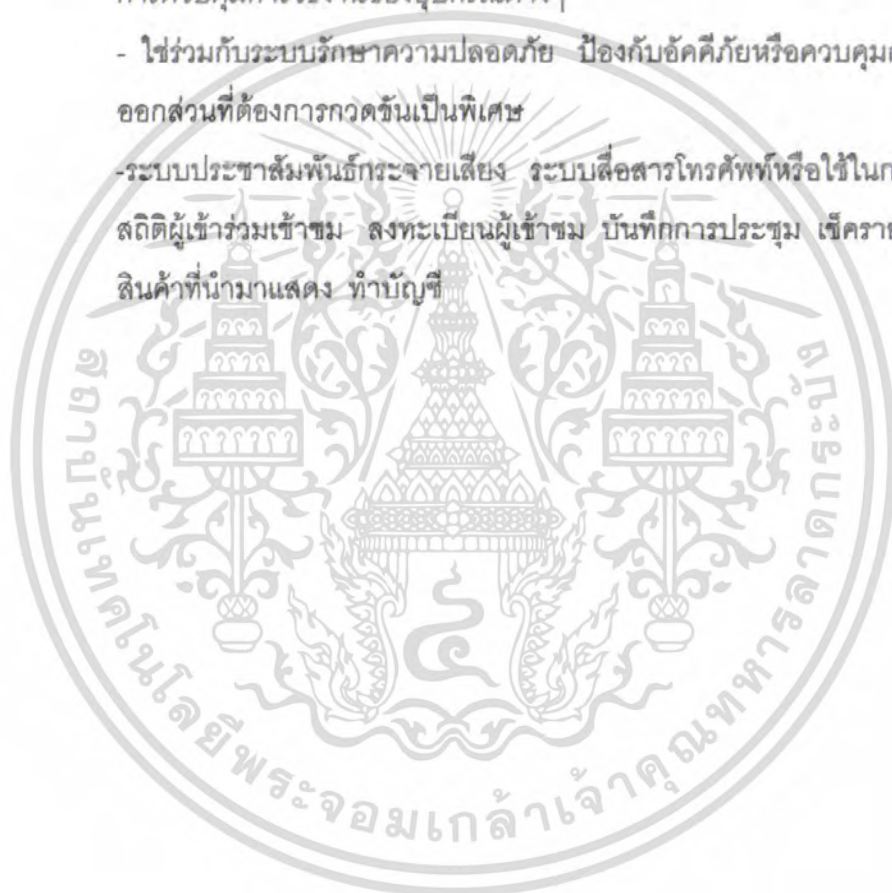 - ใช่ร่วมกับระบบรักษาความปลอดภัย ป้องกับอัคคีภัยหรือควบคุม
ออกส่วนที่ต้องการกวดขันเป็นพิเศษ
-ระบบประชาสัมพันธ์กระจายเสียง ระบบสื่อสารโทรศัพท์หรือใช้ใน
สถิติผู้เข้าร่วมเข้าชม ลงทะเบียนผู้เข้าชม บันทึกการประชุม เช็ค
สินค้าที่นำมาแสดง ทำบัญชี
สถาบันเทคโนโลยีพระจอมเกล้าเจ้าคุณทหารลาดกระบัง